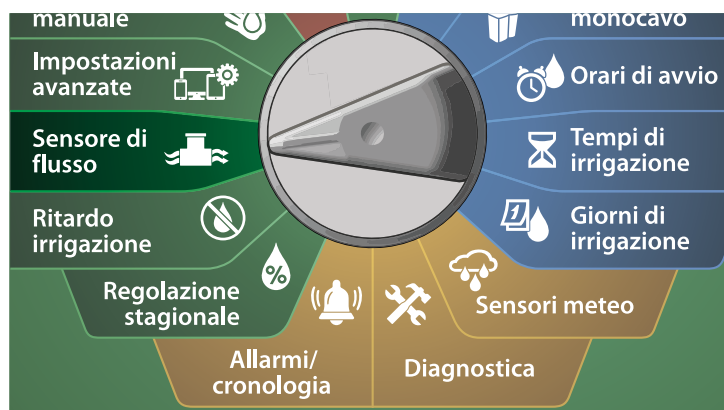 manuale
monocavo
Impostazioni
avanzate
Orari di avvio
Sensore di
flusso
Tempi di
irrigazione
Ritardo
irrigazione
1
Giorni di
irrigazione
%
Regolazione
stagionale
Sensori meteo
Allarmi/
cronologia
Diagnostica